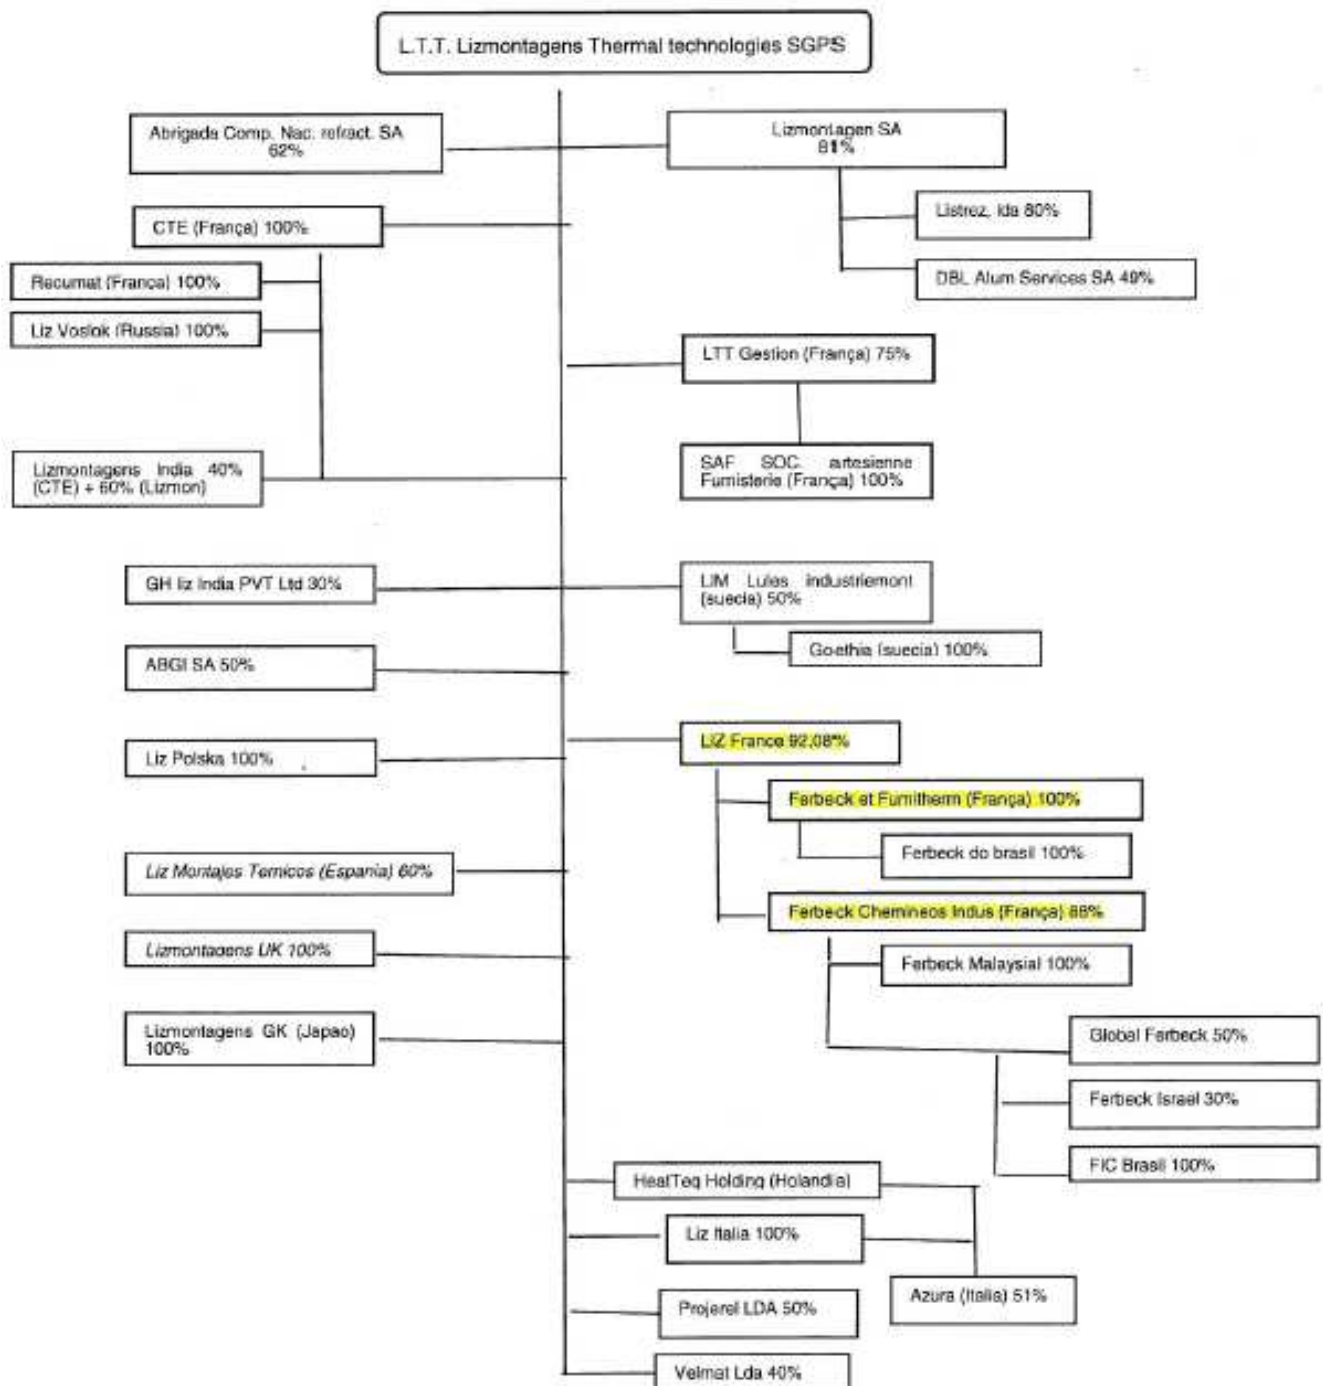 L.T.T. Lizmontagens Thermal technologies SGPS
Abrigada Comp. Nac. refract. SA
62%
Lizmontagen SA
81%
Listrez, lda 80%
CTE (França) 100%
DBL Alum Services SA 49%
Recumat (França) 100%
Liz Vostok (Russia) 100%
LTT Gestion (França) 75%
Lizmontagens India 40%
(CTE) + 60% (Lizmon)
SAF SOC. artesienne
Fumisterie (França) 100%
GH liz India PVT Ltd 30%
LIM Lules industriemont
(suecia) 50%
Goethia (suecia) 100%
ABGI SA 50%
LIZ France 92,08%
Liz Polska 100%
Ferbeck et Fumitherm (França) 100%
Ferbeck do brasil 100%
Liz Montajes Ternicos (Espania) 60%
Ferbeck Chemineos Indus (França) 88%
Lizmontagens UK 100%
Ferbeck Malaysial 100%
Lizmontagens GK (Japao)
100%
Global Ferbeck 50%
Ferbeck Israel 30%
FIC Brasil 100%
HeatTeq Holding (Holandia)
Liz Italia 100%
Azura (Italia) 51%
Projerel LDA 50%
Velmat Lda 40%